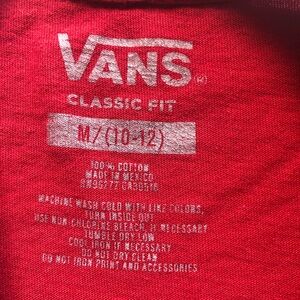 VANS
CLASSIC FIT
M/(10-12)
100% COTTON
MADE IN MEXICO
MACHINE WASH COLD WITH LIKE COLORS,
TURN INSIDE OUT
USE NON-CHLORINE BLEACH, IF NECESSARY
TUMBLE DRY LOW
COOL IRON IF NECESSARY
DO NOT DRY CLEAN
DO NOT IRON PRINT AND ACCESSORIES